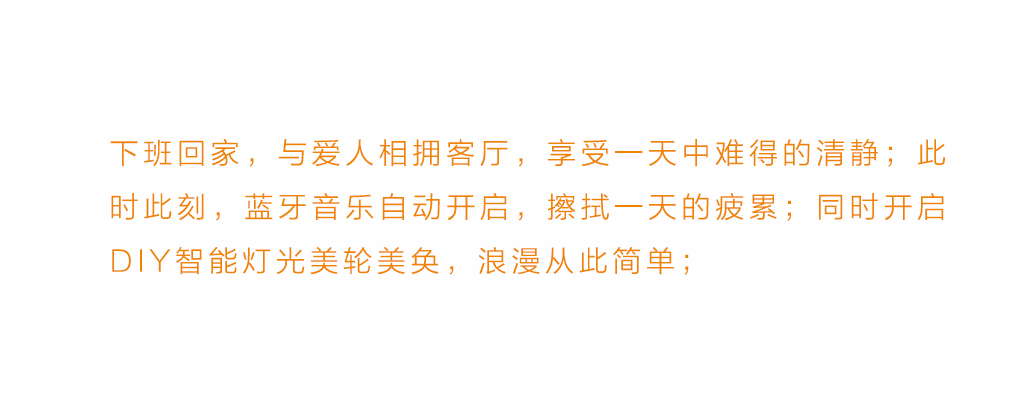 下班回家，与爱人相拥客厅，享受一天中难得的清静；此
时此刻，蓝牙音乐自动开启，擦拭一天的疲累；同时开启
DIY智能灯光美轮美奂，浪漫从此简单；